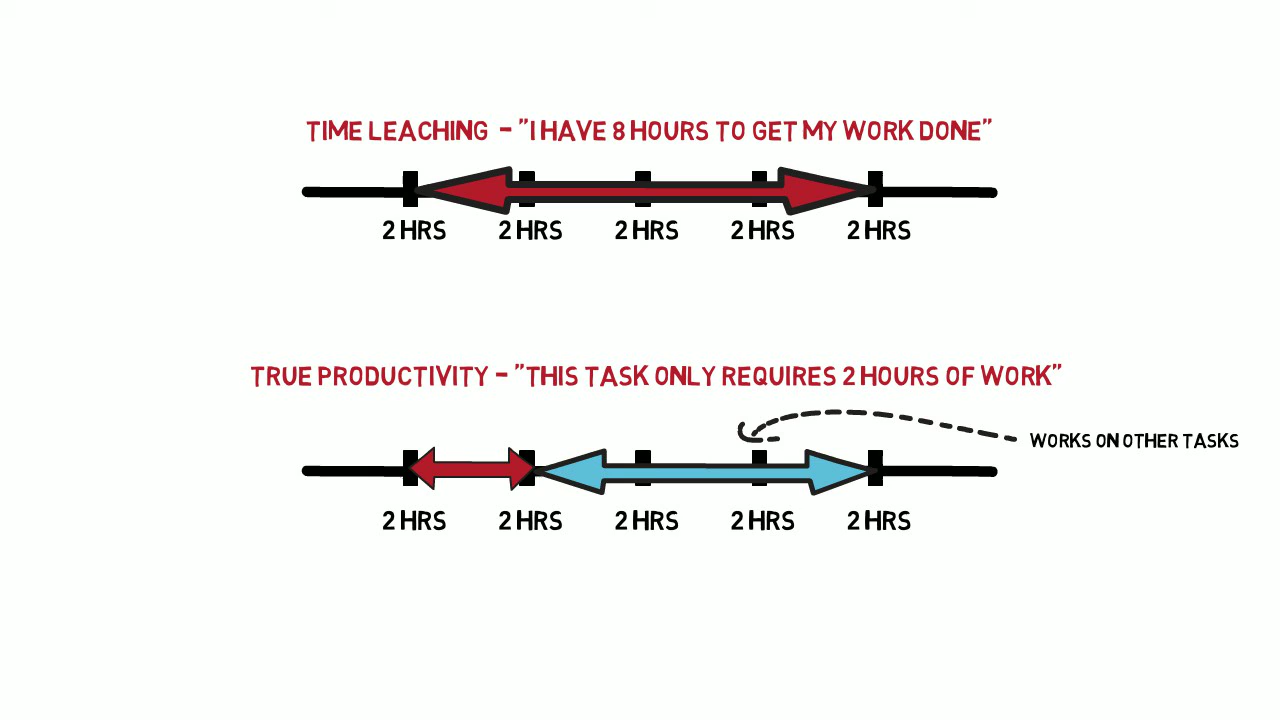 TIME LEACHING - "I HAVE 8 HOURS TO GET MY WORK DONE"
2 HRS 2 HRS 2 HRS 2 HRS 2 HRS
TRUE PRODUCTIVITY - "THIS TASK ONLY REQUIRES 2 HOURS OF WORK"
WORKS ON OTHER TASKS
2 HRS 2 HRS 2 HRS 2 HRS 2 HRS